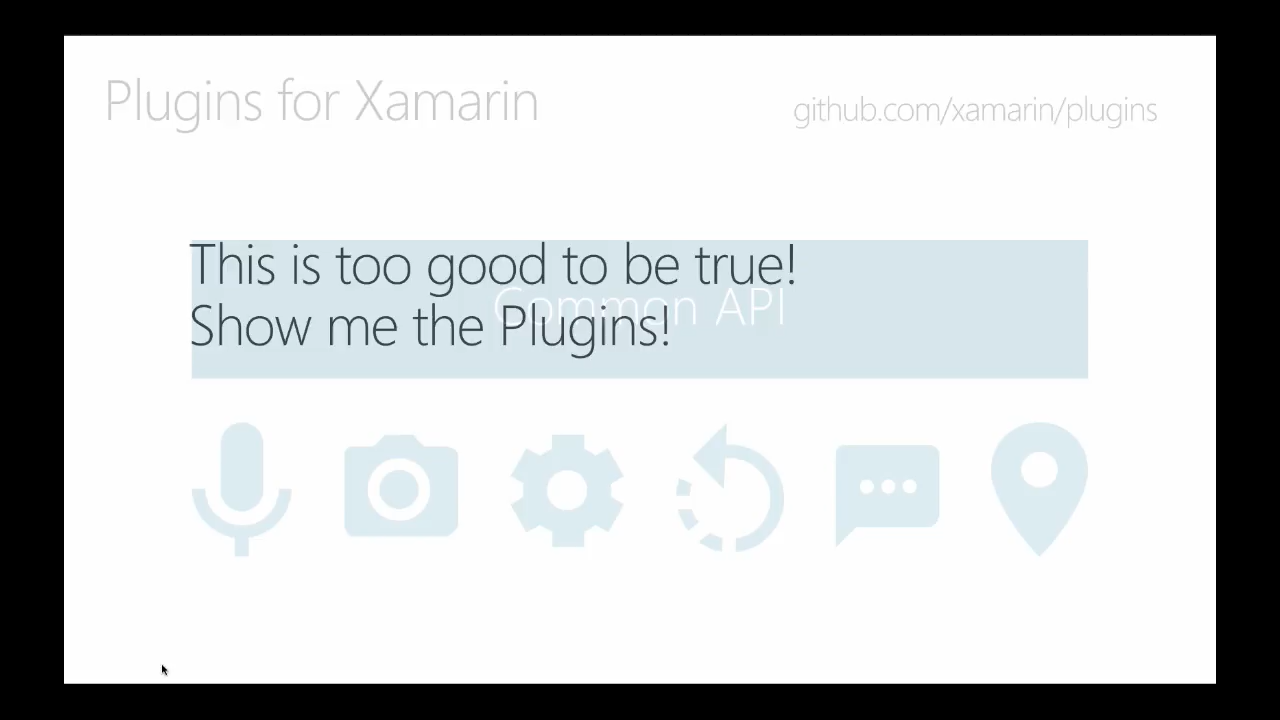 Plugins for Xamarin
github.com/xamarin/plugins
This is too good to be true!
Common API
Show me the Plugins!